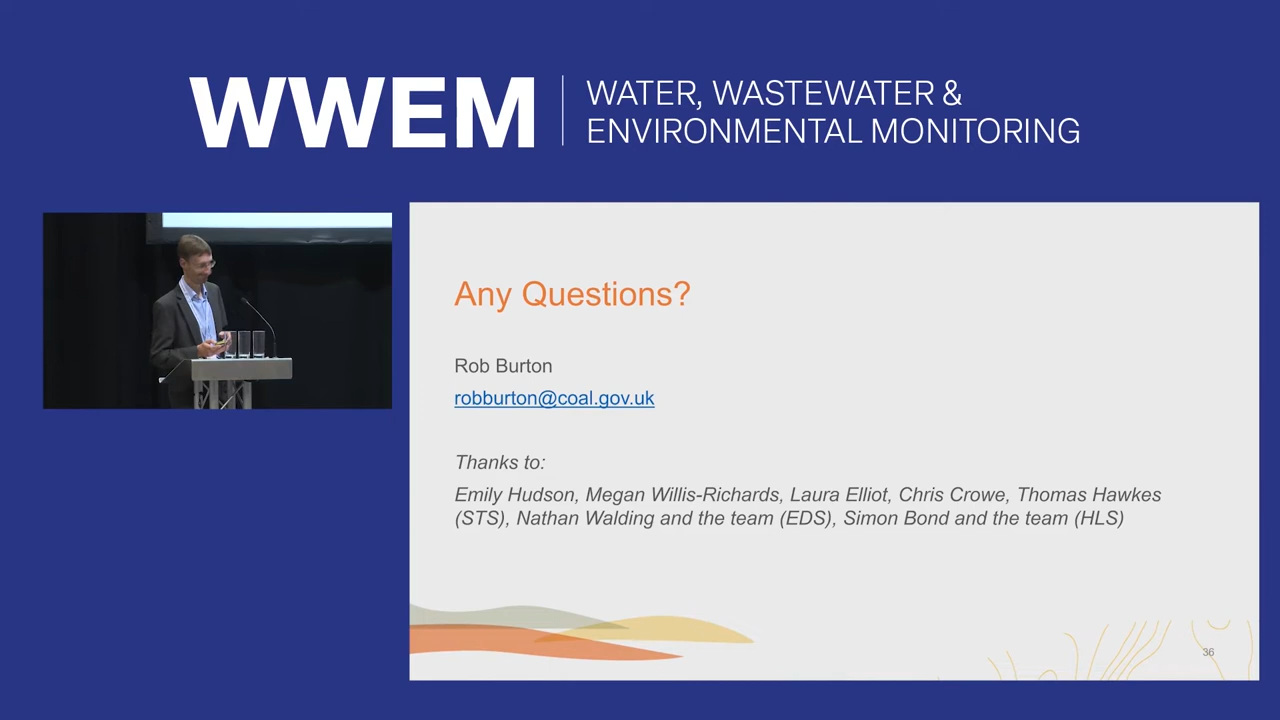 WWEM
WATER, WASTEWATER &
ENVIRONMENTAL MONITORING
Any Questions?
Rob Burton
robburton@coal.gov.uk
Thanks to:
Emily Hudson, Megan Willis-Richards, Laura Elliot, Chris Crowe, Thomas Hawkes
(STS), Nathan Walding and the team (EDS), Simon Bond and the team (HLS)
36